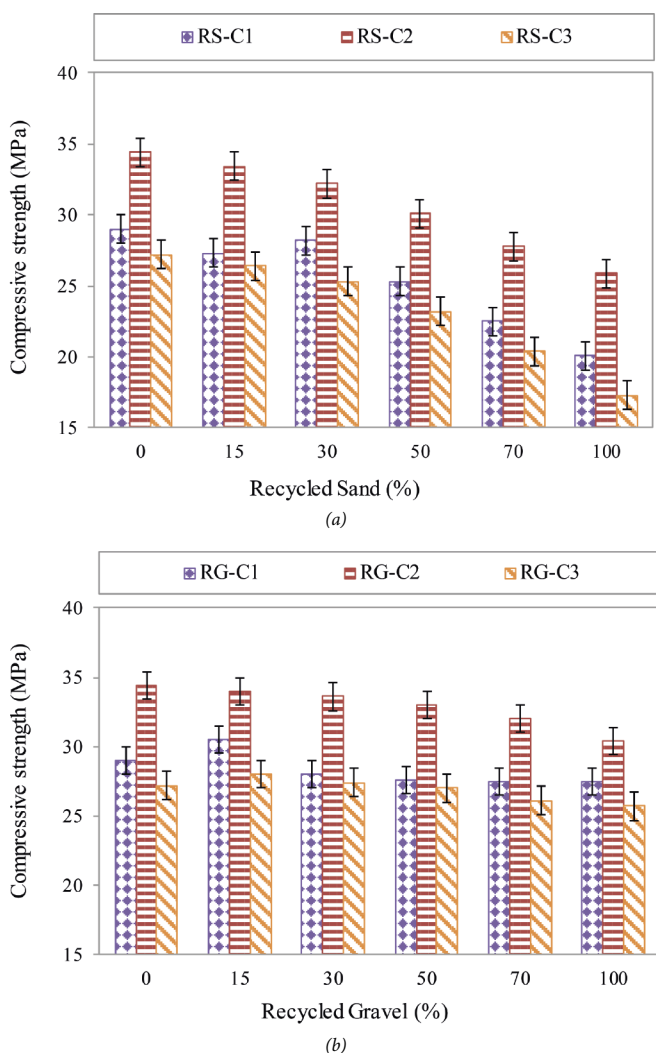 RS-C1 RS-C2 RS-C3
40
35
30
25
20
15
Compressive strength (MPa)
0 15 30 50 70 100
Recycled Sand (%)
(a)
RG-C1 RG-C2 RG-C3
40
35
30
25
20
15
Compressive strength (MPa)
0 15 30 50 70 100
Recycled Gravel (%)
(b)